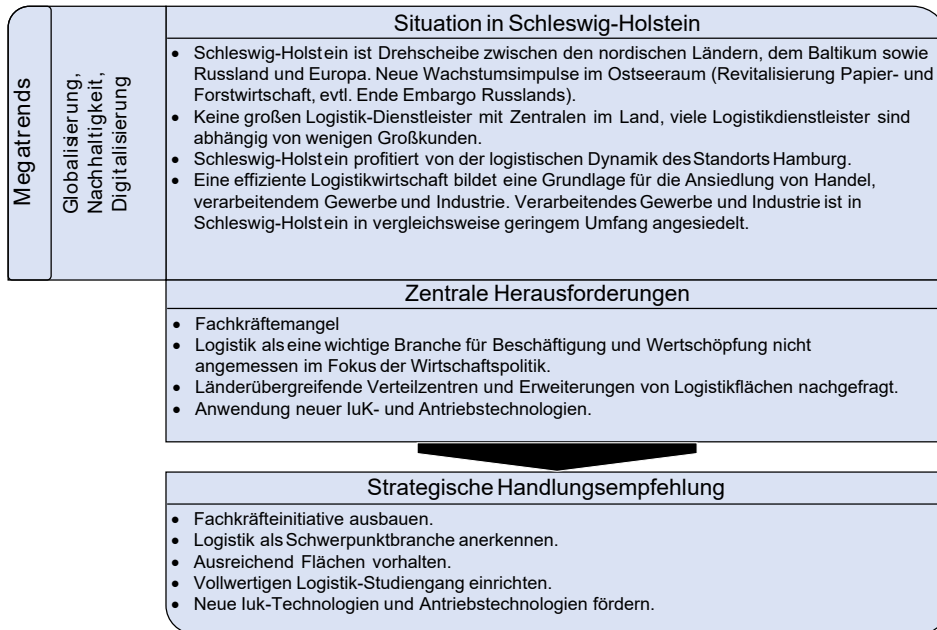 Megatrends
Globalisierung,
Nachhaltigkeit,
Digitalisierung
Situation in Schleswig-Holstein
• Schleswig-Holstein ist Drehscheibe zwischen den nordischen Ländern, dem Baltikum sowie
Russland und Europa. Neue Wachstumsimpulse im Ostseeraum (Revitalisierung Papier- und
Forstwirtschaft, evtl. Ende Embargo Russlands).
• Keine großen Logistik-Dienstleister mit Zentralen im Land, viele Logistikdienstleister sind
abhängig von wenigen Großkunden.
• Schleswig-Holstein profitiert von der logistischen Dynamik des Standorts Hamburg.
• Eine effiziente Logistikwirtschaft bildet eine Grundlage für die Ansiedlung von Handel,
verarbeitendem Gewerbe und Industrie. Verarbeitendes Gewerbe und Industrie ist in
Schleswig-Holstein in vergleichsweise geringem Umfang angesiedelt.
Zentrale Herausforderungen
• Fachkräftemangel
• Logistik als eine wichtige Branche für Beschäftigung und Wertschöpfung nicht
angemessen im Fokus der Wirtschaftspolitik.
• Länderübergreifende Verteilzentren und Erweiterungen von Logistikflächen nachgefragt.
• Anwendung neuer IuK- und Antriebstechnologien.
Strategische Handlungsempfehlung
• Fachkräfteinitiative ausbauen.
• Logistik als Schwerpunktbranche anerkennen.
• Ausreichend Flächen vorhalten.
• Vollwertigen Logistik-Studiengang einrichten.
• Neue Iuk-Technologien und Antriebstechnologien fördern.